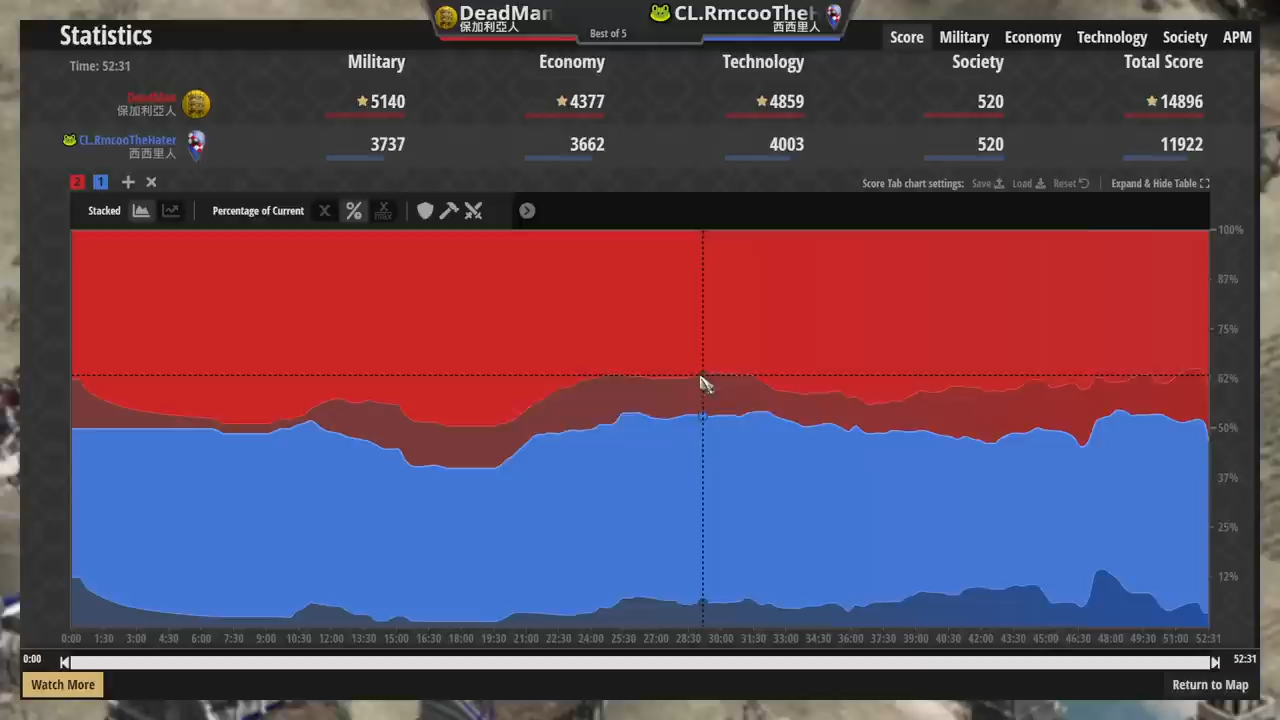 DeadMan
保加利亞人
CL.RmcooTheH
西西里人
Best of 5
Statistics
Score Military Economy Technology Society APM
Time: 52:31
Military Economy Technology Society Total Score
DeadMan
保加利亞人
5140 4377 4859 520 14896
CL.RmcooTheHater
西西里人
3737 3662 4003 520 11922
2 1
Score Tab chart settings: Save Load Reset Expand & Hide Table
Stacked Percentage of Current X % X/max
100%
87%
75%
62%
50%
37%
25%
12%
0:00 1:30 3:00 4:30 6:00 7:30 9:00 10:30 12:00 13:30 15:00 16:30 18:00 19:30 21:00 22:30 24:00 25:30 27:00 28:30 30:00 31:30 33:00 34:30 36:00 37:30 39:00 40:30 42:00 43:30 45:00 46:30 48:00 49:30 51:00 52:31
0:00 52:31
Watch More Return to Map